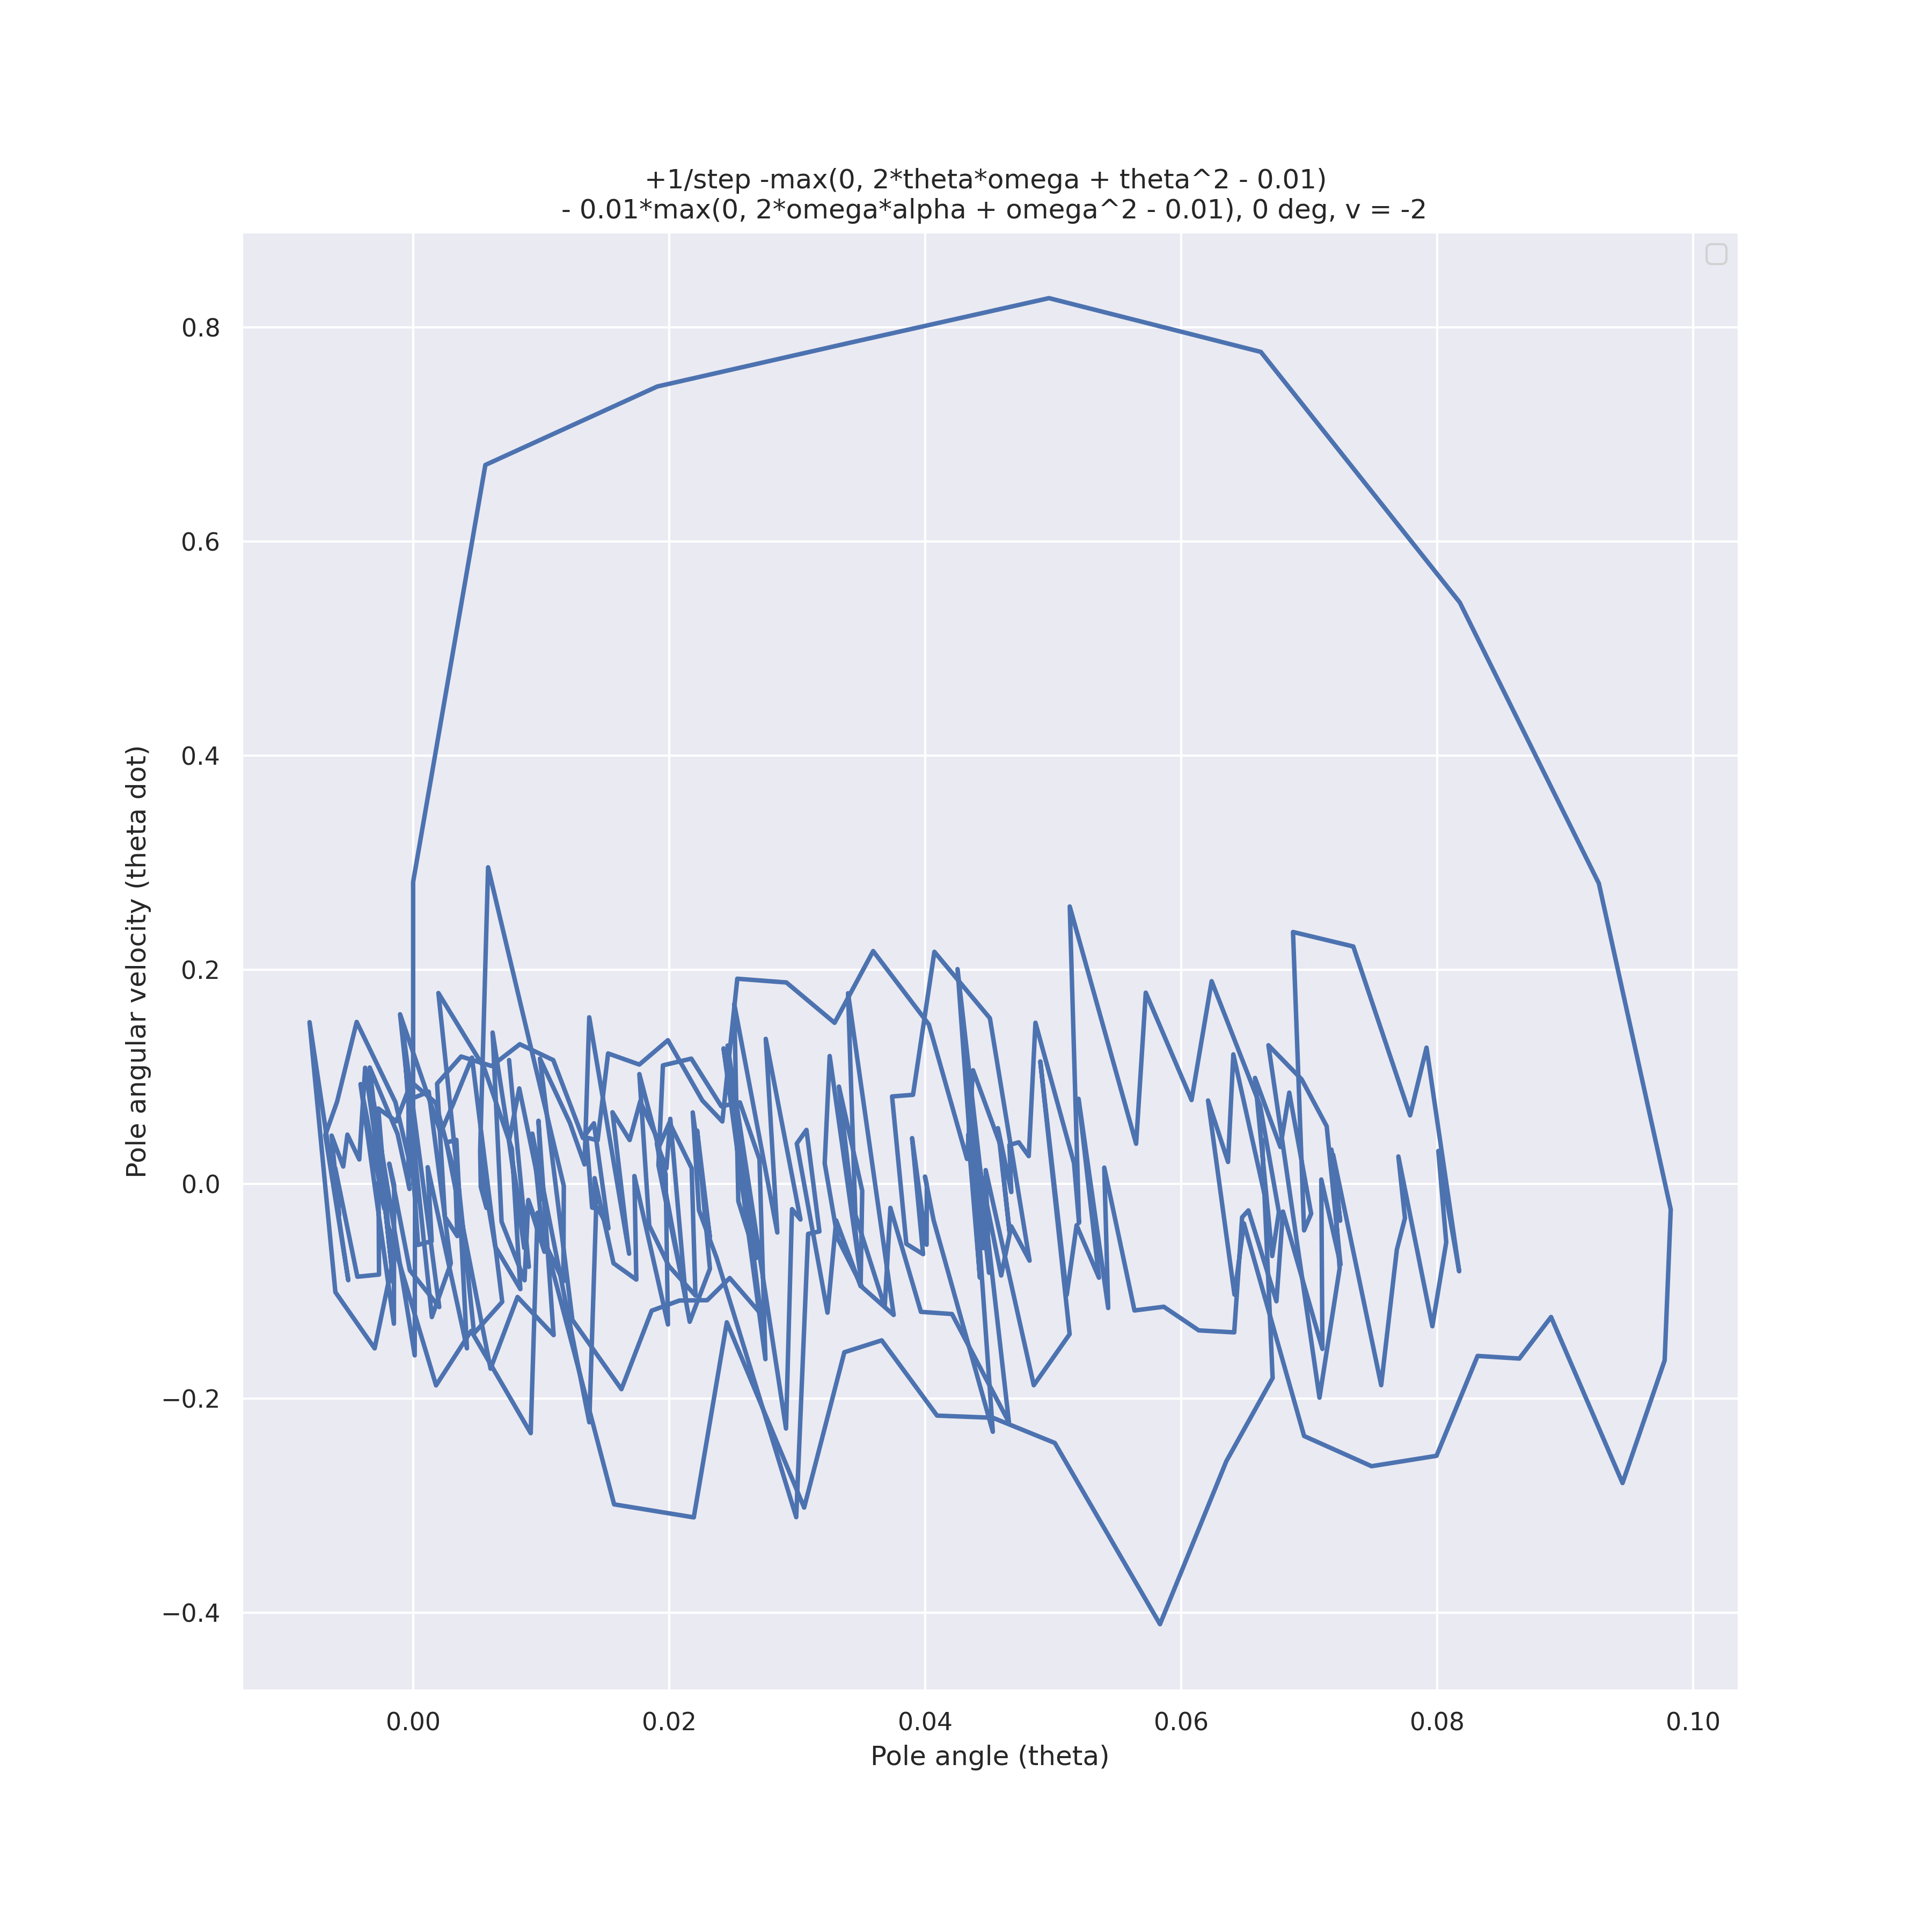 +1/step -max(0, 2*theta*omega + theta^2 - 0.01)
- 0.01*max(0, 2*omega*alpha + omega^2 - 0.01), 0 deg, v = -2
Pole angular velocity (theta dot)
0.8
0.6
0.4
0.2
0.0
−0.2
−0.4
0.00 0.02 0.04 0.06 0.08 0.10
Pole angle (theta)